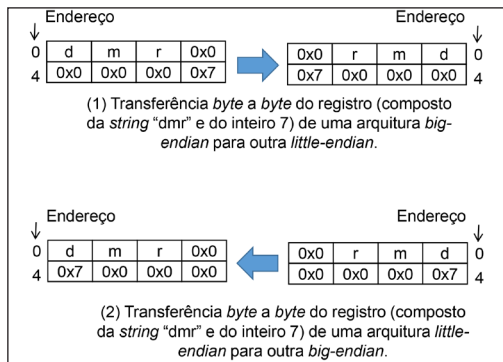 Endereço
0 d m r 0x0 0x0 r m d 0
4 0x0 0x0 0x0 0x7 0x7 0x0 0x0 0x0 4
(1) Transferência byte a byte do registro (composto
da string “dmr” e do inteiro 7) de uma arquitura big-
endian para outra little-endian.
Endereço Endereço
0 d m r 0x0 0x0 r m d 0
4 0x7 0x0 0x0 0x0 0x0 0x0 0x0 0x7 4
(2) Transferência byte a byte do registro (composto
da string “dmr” e do inteiro 7) de uma arquitura little-
endian para outra big-endian.